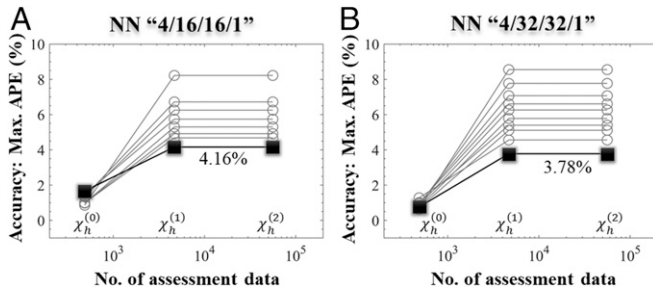 A
NN “4/16/16/1”
Accuracy: Max. APE (%)
10
8
6
4
2
0
4.16%
χ_h^(0)
χ_h^(1)
χ_h^(2)
10^3
10^4
10^5
No. of assessment data
B
NN “4/32/32/1”
Accuracy: Max. APE (%)
10
8
6
4
2
0
3.78%
χ_h^(0)
χ_h^(1)
χ_h^(2)
10^3
10^4
10^5
No. of assessment data